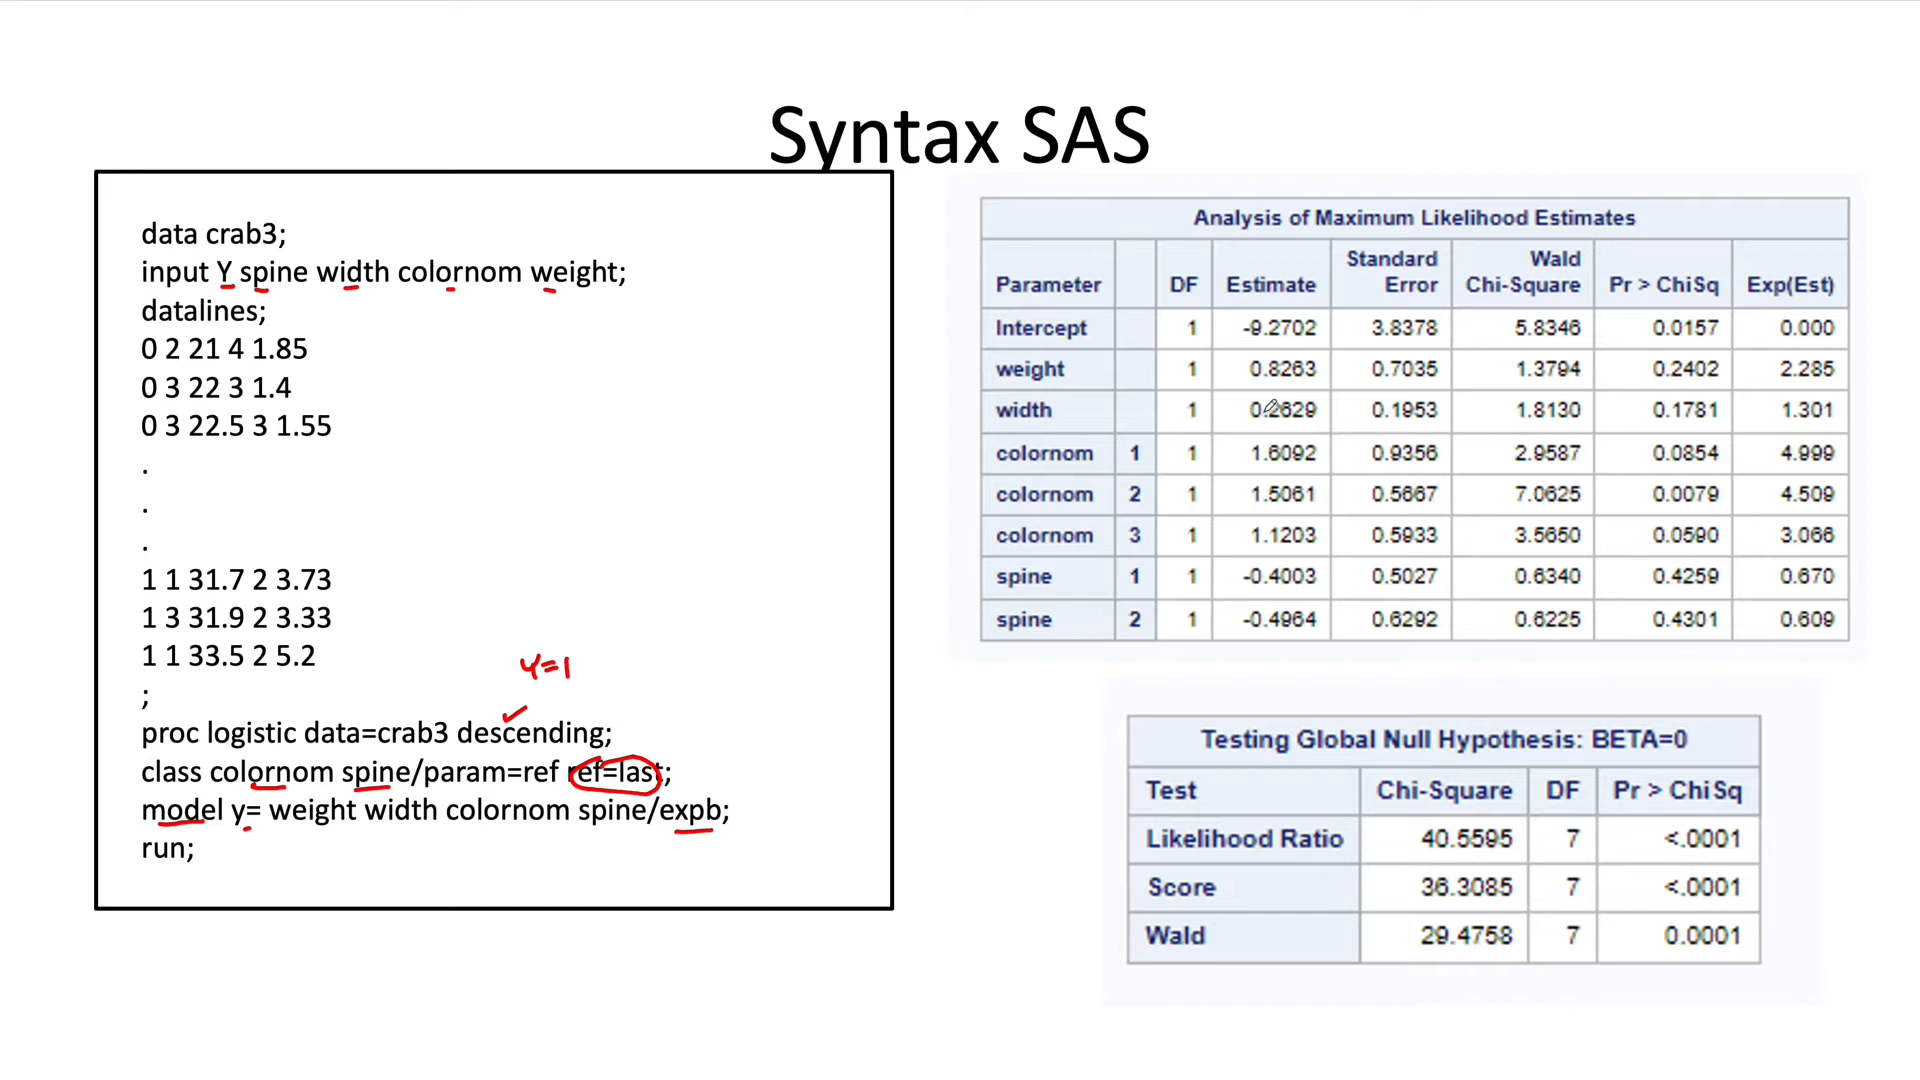 Syntax SAS
data crab3;
input Y spine width colornom weight;
datalines;
0 2 21 4 1.85
0 3 22 3 1.4
0 3 22.5 3 1.55
.
.
.
1 1 31.7 2 3.73
1 3 31.9 2 3.33
1 1 33.5 2 5.2
;
Y=1
proc logistic data=crab3 descending;
class colornom spine/param=ref ref=last;
model y= weight width colornom spine/expb;
run;
Analysis of Maximum Likelihood Estimates
Parameter DF Estimate Standard Error Wald Chi-Square Pr > ChiSq Exp(Est)
Intercept 1 -9.2702 3.8378 5.8346 0.0157 0.000
weight 1 0.8263 0.7035 1.3794 0.2402 2.285
width 1 0.2629 0.1953 1.8130 0.1781 1.301
colornom 1 1 1.6092 0.9356 2.9587 0.0854 4.999
colornom 2 1 1.5061 0.5667 7.0625 0.0079 4.509
colornom 3 1 1.1203 0.5933 3.5650 0.0590 3.066
spine 1 1 -0.4003 0.5027 0.6340 0.4259 0.670
spine 2 1 -0.4964 0.6292 0.6225 0.4301 0.609
Testing Global Null Hypothesis: BETA=0
Test Chi-Square DF Pr > ChiSq
Likelihood Ratio 40.5595 7 <.0001
Score 36.3085 7 <.0001
Wald 29.4758 7 0.0001